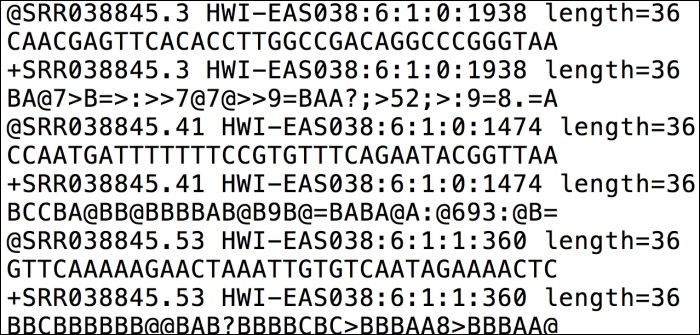 @SRR038845.3 HWI-EAS038:6:1:0:1938 length=36
CAACGAGTTCACACCTTGGCCGACAGGCCCGGGTAA
+SRR038845.3 HWI-EAS038:6:1:0:1938 length=36
BA@7>B=>:>>7@7@>>9=BAA?;>52;>:9=8.=A
@SRR038845.41 HWI-EAS038:6:1:0:1474 length=36
CCAATGATTTTTTTCCGTGTTTCAGAATACGGTTAA
+SRR038845.41 HWI-EAS038:6:1:0:1474 length=36
BCCBA@BB@BBBBAB@B9B@=BABA@A:@693:@B=
@SRR038845.53 HWI-EAS038:6:1:1:360 length=36
GTTCAAAAAGAACTAAATTGTGTCAATAGAAAACTC
+SRR038845.53 HWI-EAS038:6:1:1:360 length=36
BBCBBBBBB@@BAB?BBBBCBC>BBBAA8>BBBAA@